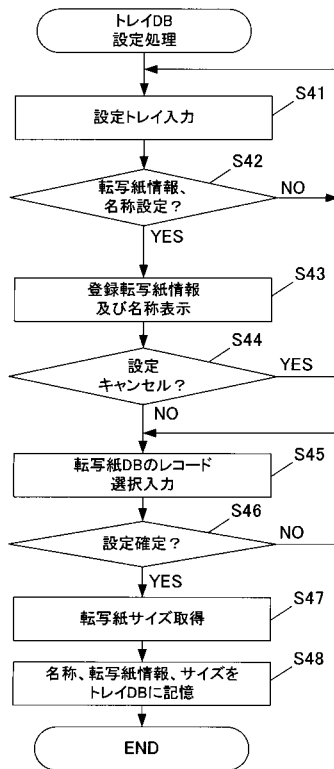 トレイDB
設定処理
S41
設定トレイ入力
S42
転写紙情報、
名称設定？
NO
YES
S43
登録転写紙情報
及び名称表示
S44
設定
キャンセル？
YES
NO
S45
転写紙DBのレコード
選択入力
S46
設定確定？
NO
YES
S47
転写紙サイズ取得
S48
名称、転写紙情報、サイズを
トレイDBに記憶
END